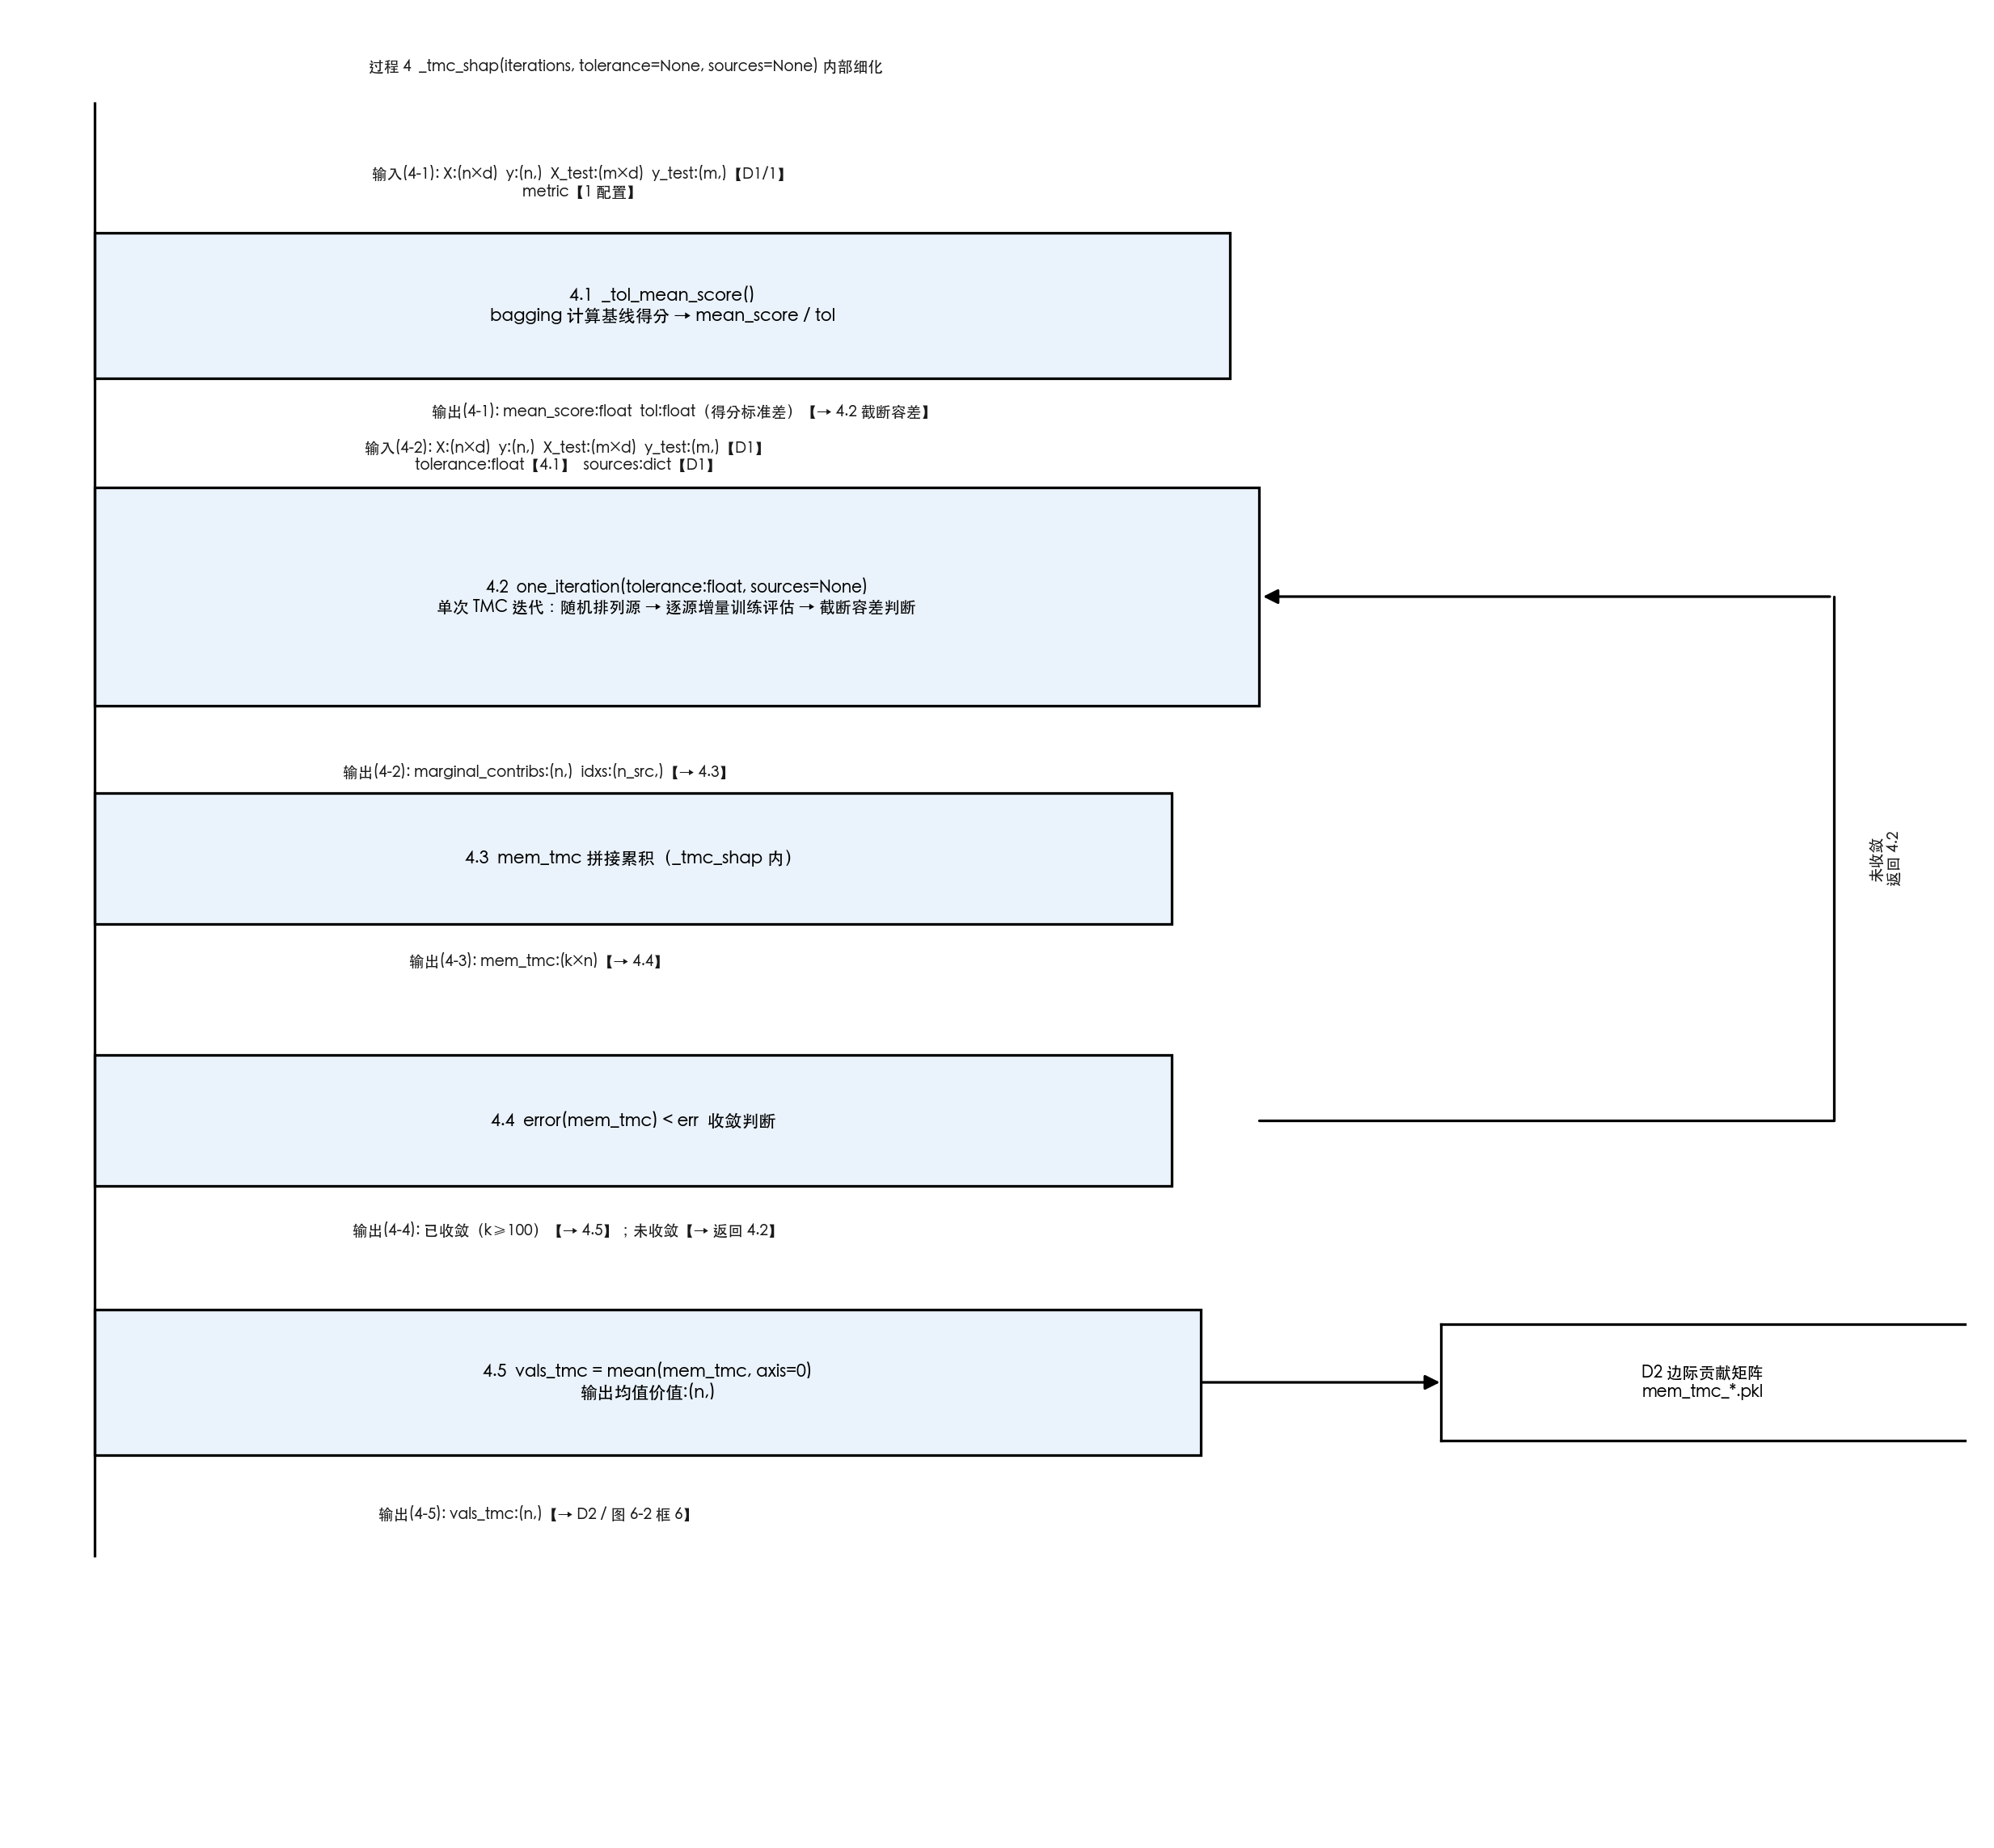 过程 4  _tmc_shap(iterations, tolerance=None, sources=None) 内部细化
输入(4-1): X:(n×d)  y:(n,)  X_test:(m×d)  y_test:(m,)【D1/1】
metric【1 配置】
4.1  _tol_mean_score()
bagging 计算基线得分 → mean_score / tol
输出(4-1): mean_score:float  tol:float（得分标准差）【→ 4.2 截断容差】
输入(4-2): X:(n×d)  y:(n,)  X_test:(m×d)  y_test:(m,)【D1】
tolerance:float【4.1】  sources:dict【D1】
4.2  one_iteration(tolerance:float, sources=None)
单次 TMC 迭代：随机排列源 → 逐源增量训练评估 → 截断容差判断
输出(4-2): marginal_contribs:(n,)  idxs:(n_src,)【→ 4.3】
4.3  mem_tmc 拼接累积（_tmc_shap 内）
未收敛
返回 4.2
输出(4-3): mem_tmc:(k×n)【→ 4.4】
4.4  error(mem_tmc) < err  收敛判断
输出(4-4): 已收敛（k≥100）【→ 4.5】；未收敛【→ 返回 4.2】
4.5  vals_tmc = mean(mem_tmc, axis=0)
输出均值价值:(n,)
D2 边际贡献矩阵
mem_tmc_*.pkl
输出(4-5): vals_tmc:(n,)【→ D2 / 图 6-2 框 6】